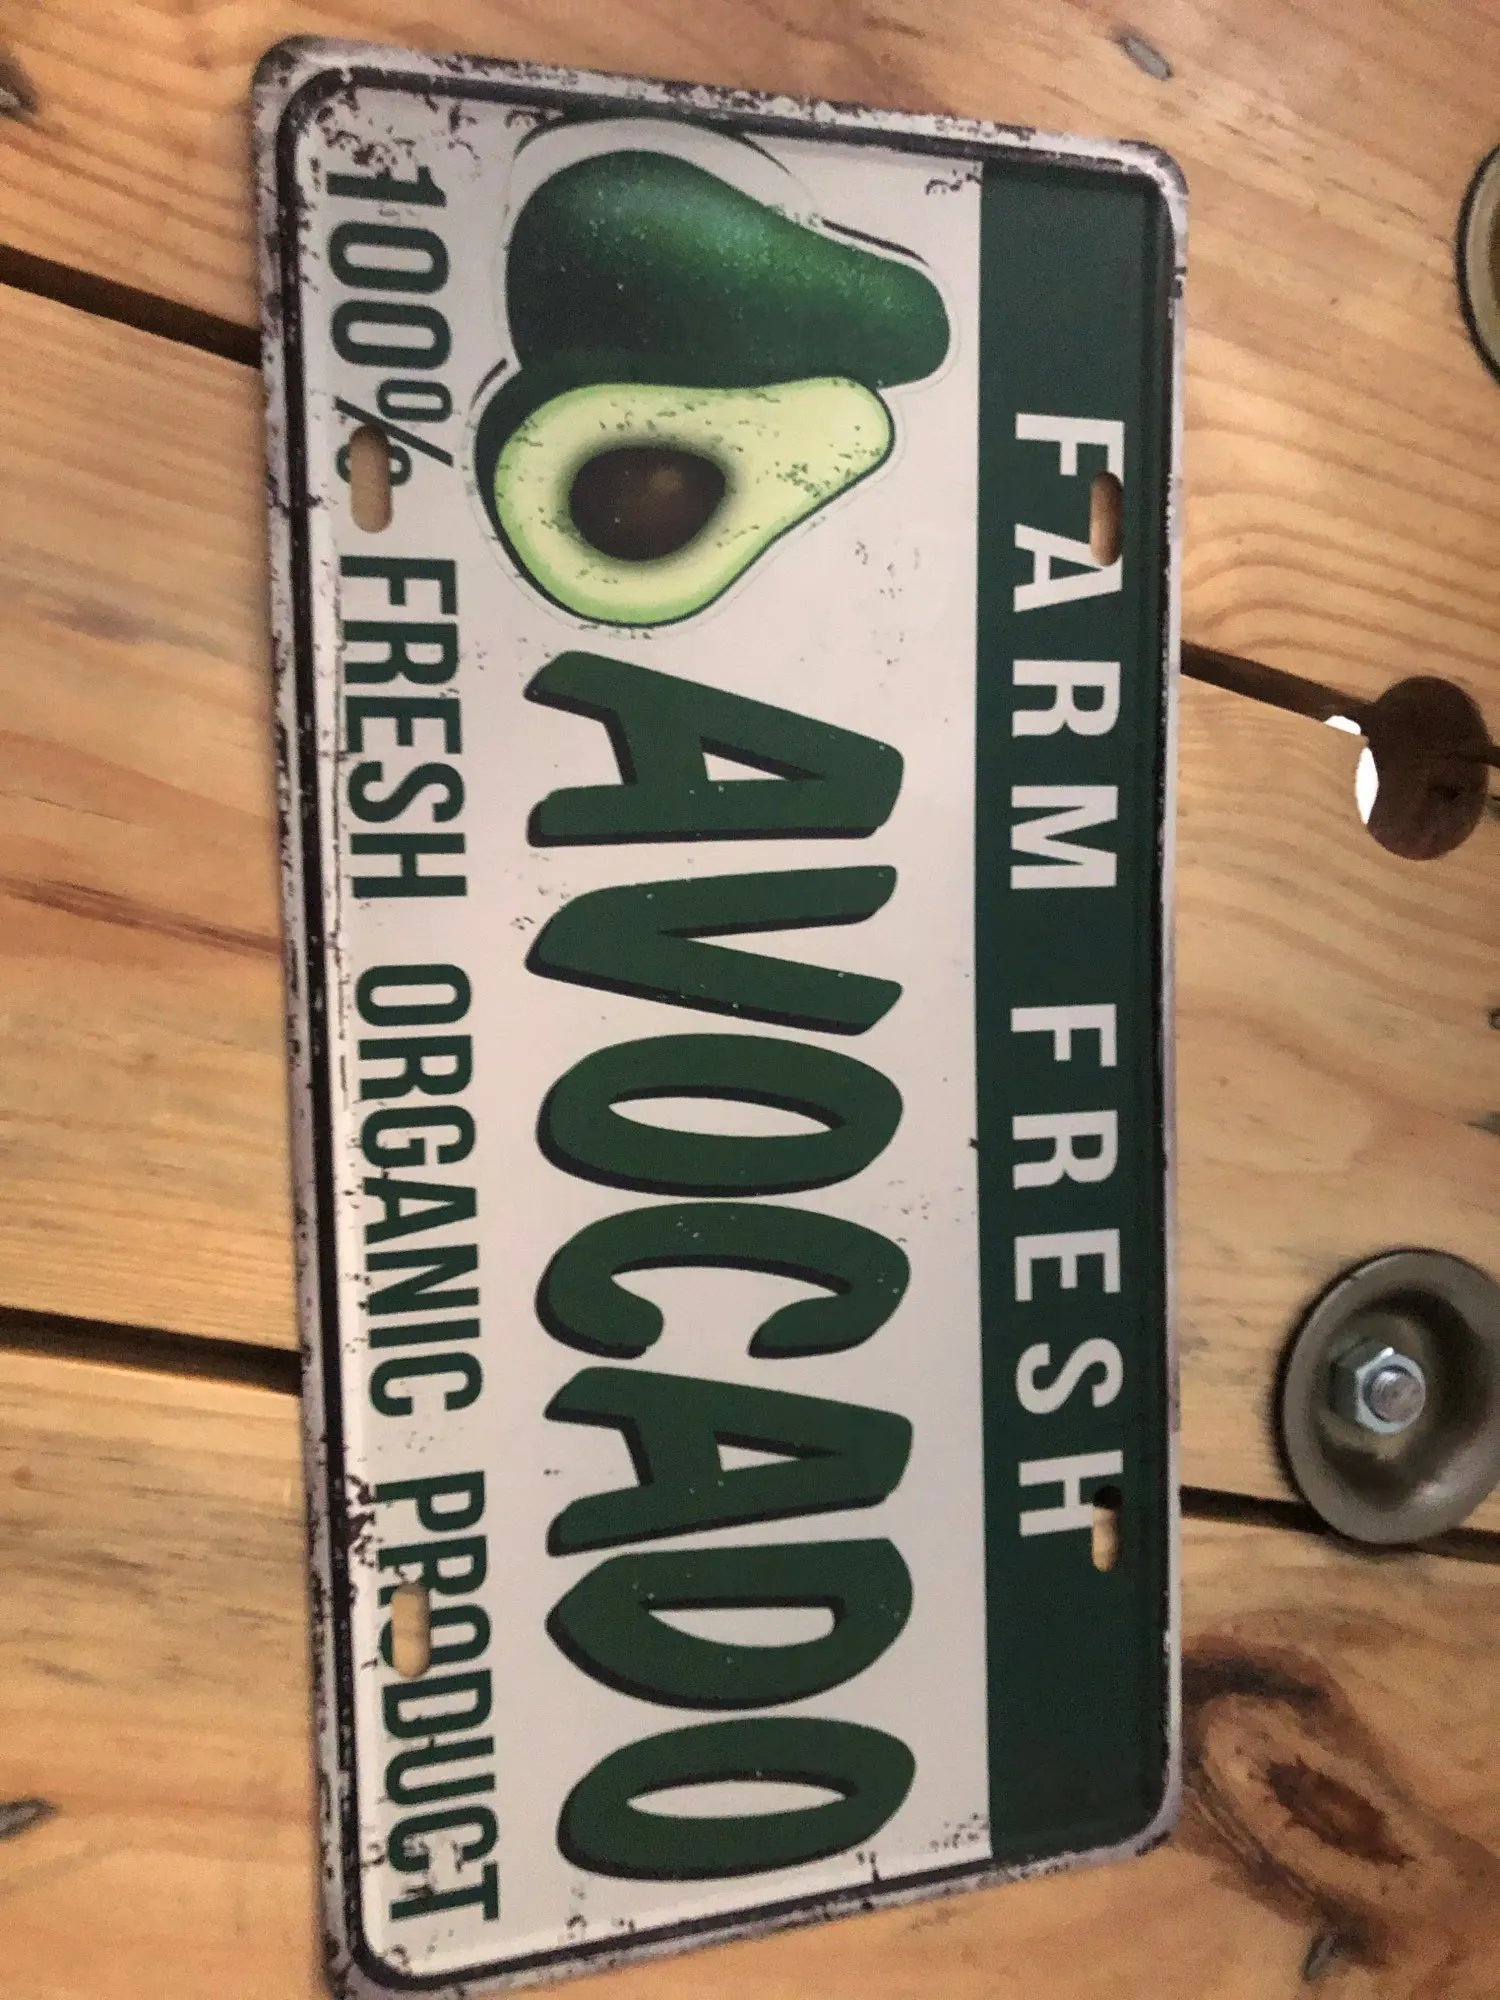 FARM FRESH
AVOCADO
100% FRESH ORGANIC PRODUCT